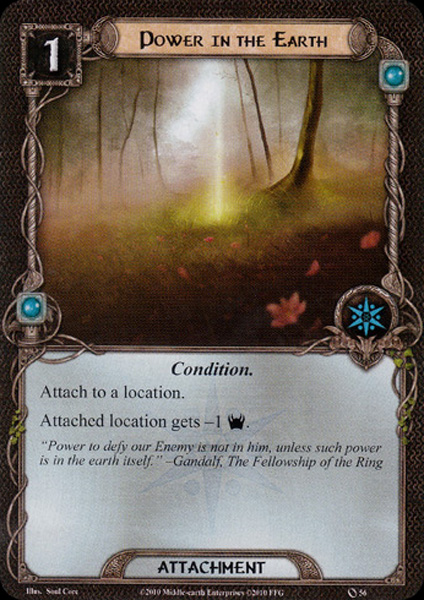 1
POWER IN THE EARTH
Condition.
Attach to a location.
Attached location gets –1 .
“Power to defy our Enemy is not in him, unless such power
is in the earth itself.” –Gandalf, The Fellowship of the Ring
ATTACHMENT
Illus. Soul Core
©2010 Middle-earth Enterprises ©2010 FFG
56